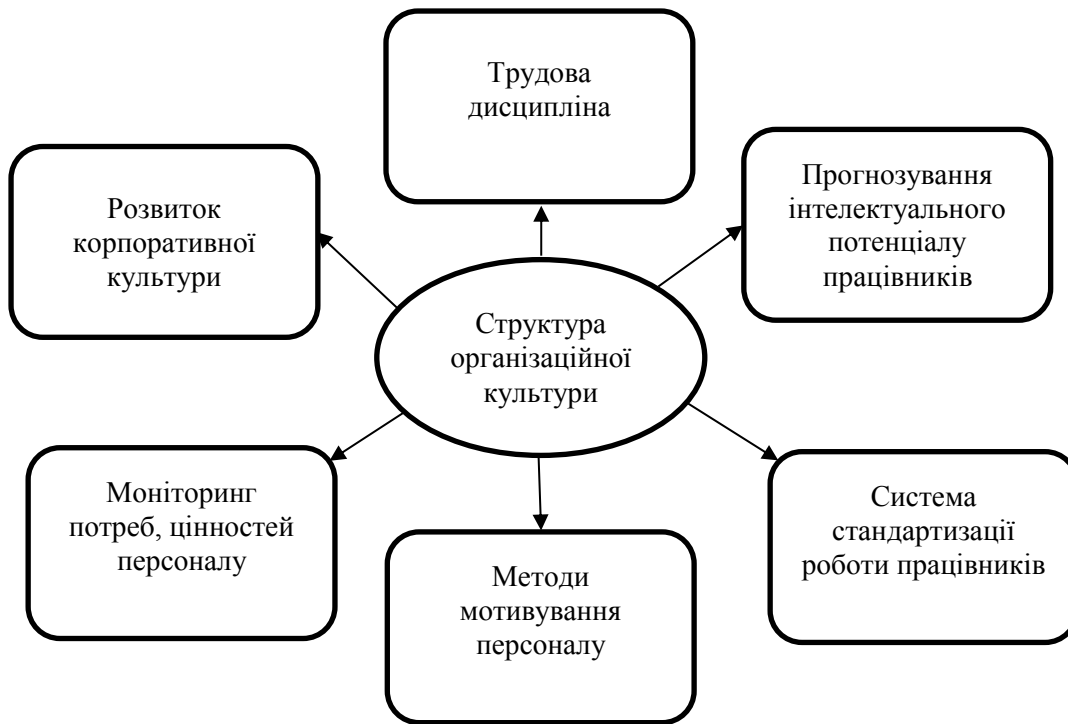 Трудова
дисципліна
Розвиток
корпоративної
культури
Прогнозування
інтелектуального
потенціалу
працівників
Структура
організаційної
культури
Моніторинг
потреб, цінностей
персоналу
Методи
мотивування
персоналу
Система
стандартизації
роботи працівників